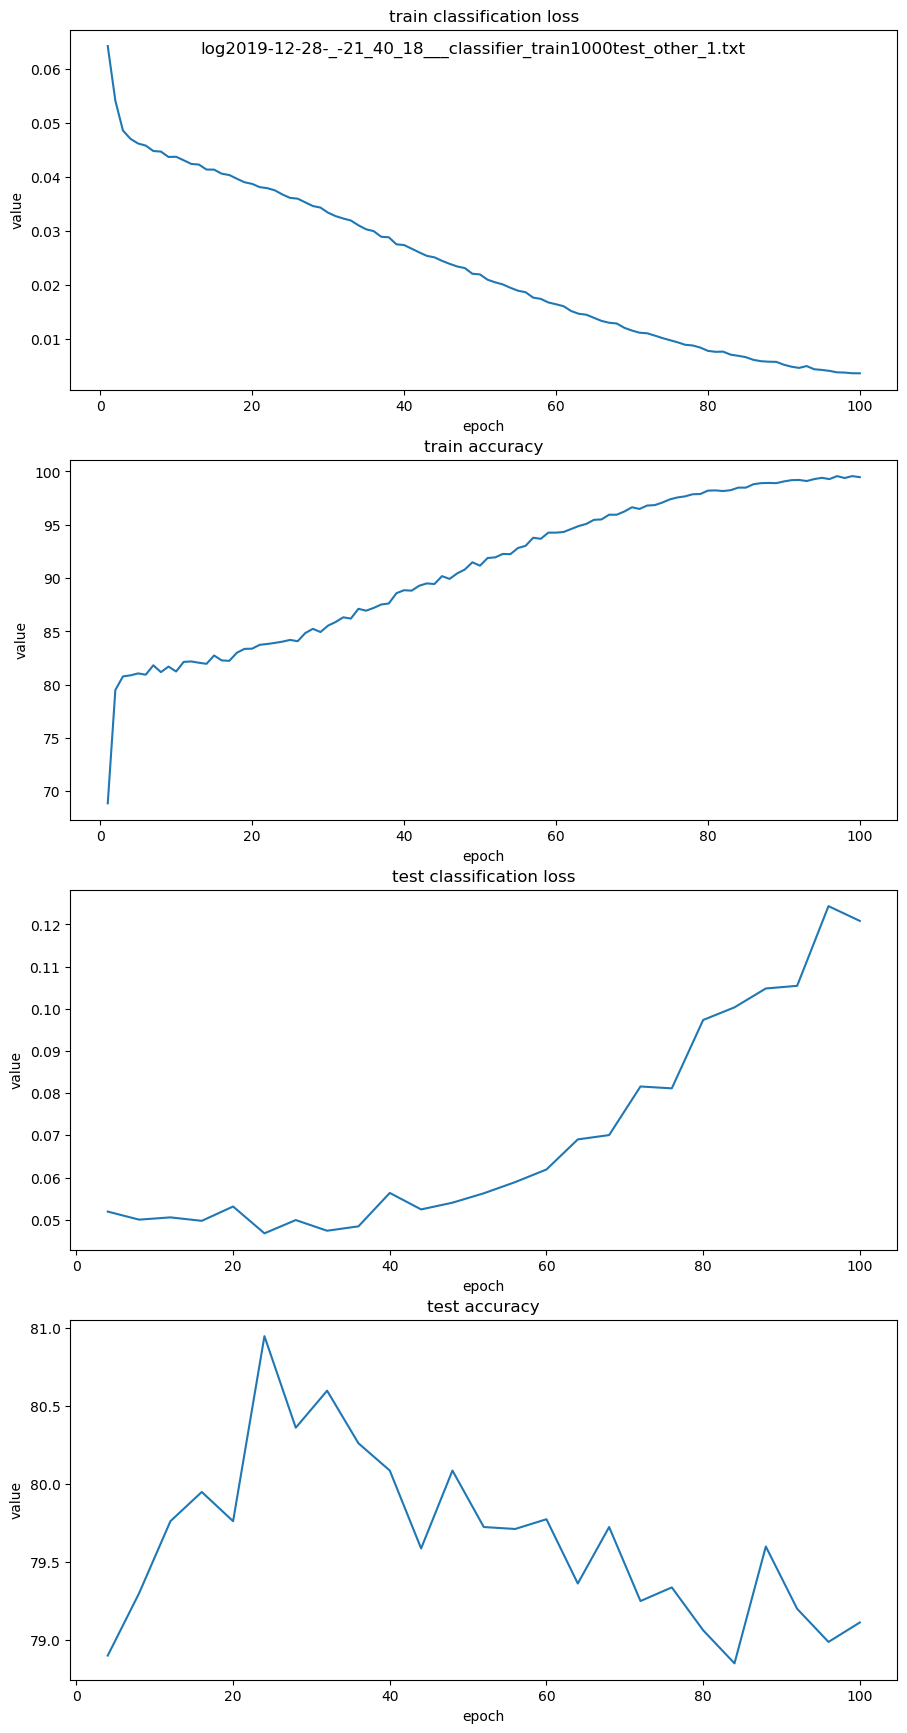 train classification loss
log2019-12-28-_-21_40_18___classifier_train1000test_other_1.txt
0.06
0.05
0.04
0.03
0.02
0.01
value
0 20 40 60 80 100
epoch
train accuracy
100
95
90
85
80
75
70
value
0 20 40 60 80 100
epoch
test classification loss
0.12
0.11
0.10
0.09
0.08
0.07
0.06
0.05
value
0 20 40 60 80 100
epoch
test accuracy
81.0
80.5
80.0
79.5
79.0
value
0 20 40 60 80 100
epoch